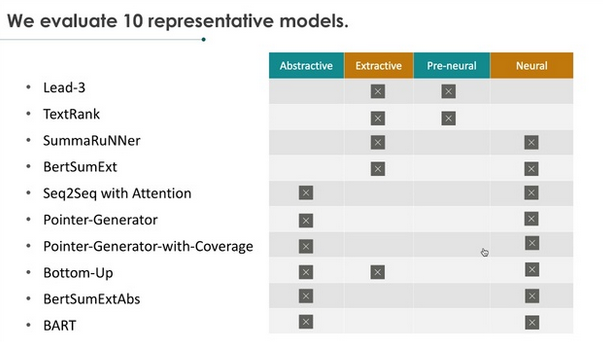 We evaluate 10 representative models.
Abstractive Extractive Pre-neural Neural
• Lead-3
• TextRank
• SummaRuNNer
• BertSumExt
• Seq2Seq with Attention
• Pointer-Generator
• Pointer-Generator-with-Coverage
• Bottom-Up
• BertSumExtAbs
• BART